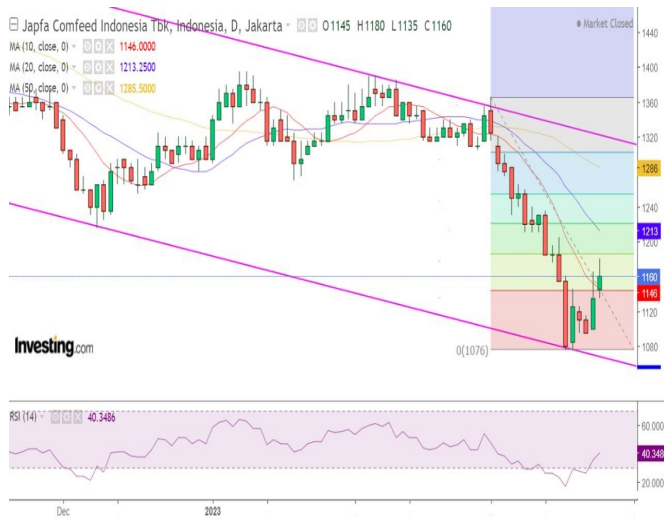 Japfa Comfeed Indonesia Tbk, Indonesia, D, Jakarta O1145 H1180 L1135 C1160
Market Closed
MA (10, close, 0) 1146.0000
MA (20, close, 0) 1213.2500
MA (50, close, 0) 1285.5000
1440
1360
1320
1286
1240
1213
1200
1160
1146
1120
1080
0(1076)
Investing.com
RSI (14) 40.3486
60.000
40.348
20.000
Dec 2023